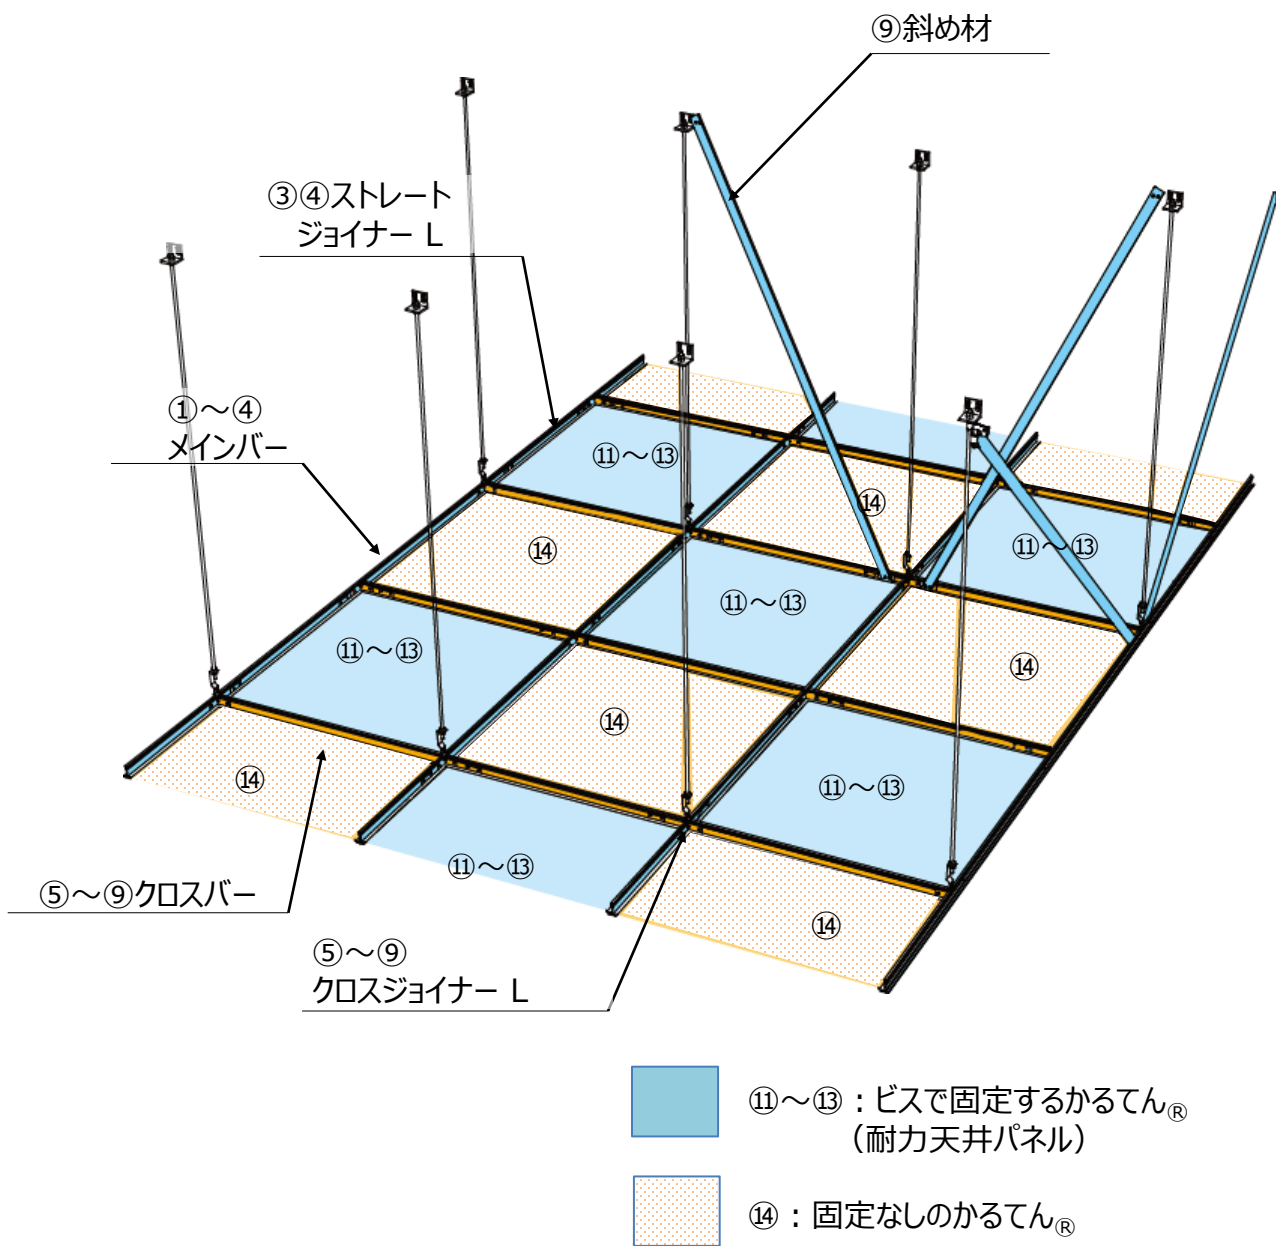 ⑨斜め材
③④ストレート
ジョイナー L
①～④
メインバー
⑪～⑬
⑭
⑪～⑬
⑭
⑪～⑬
⑪～⑬
⑭
⑭
⑭
⑪～⑬
⑪～⑬
⑭
⑤～⑨クロスバー
⑤～⑨
クロスジョイナー L
⑪～⑬：ビスで固定するかるてん®
（耐力天井パネル）
⑭：固定なしのかるてん®